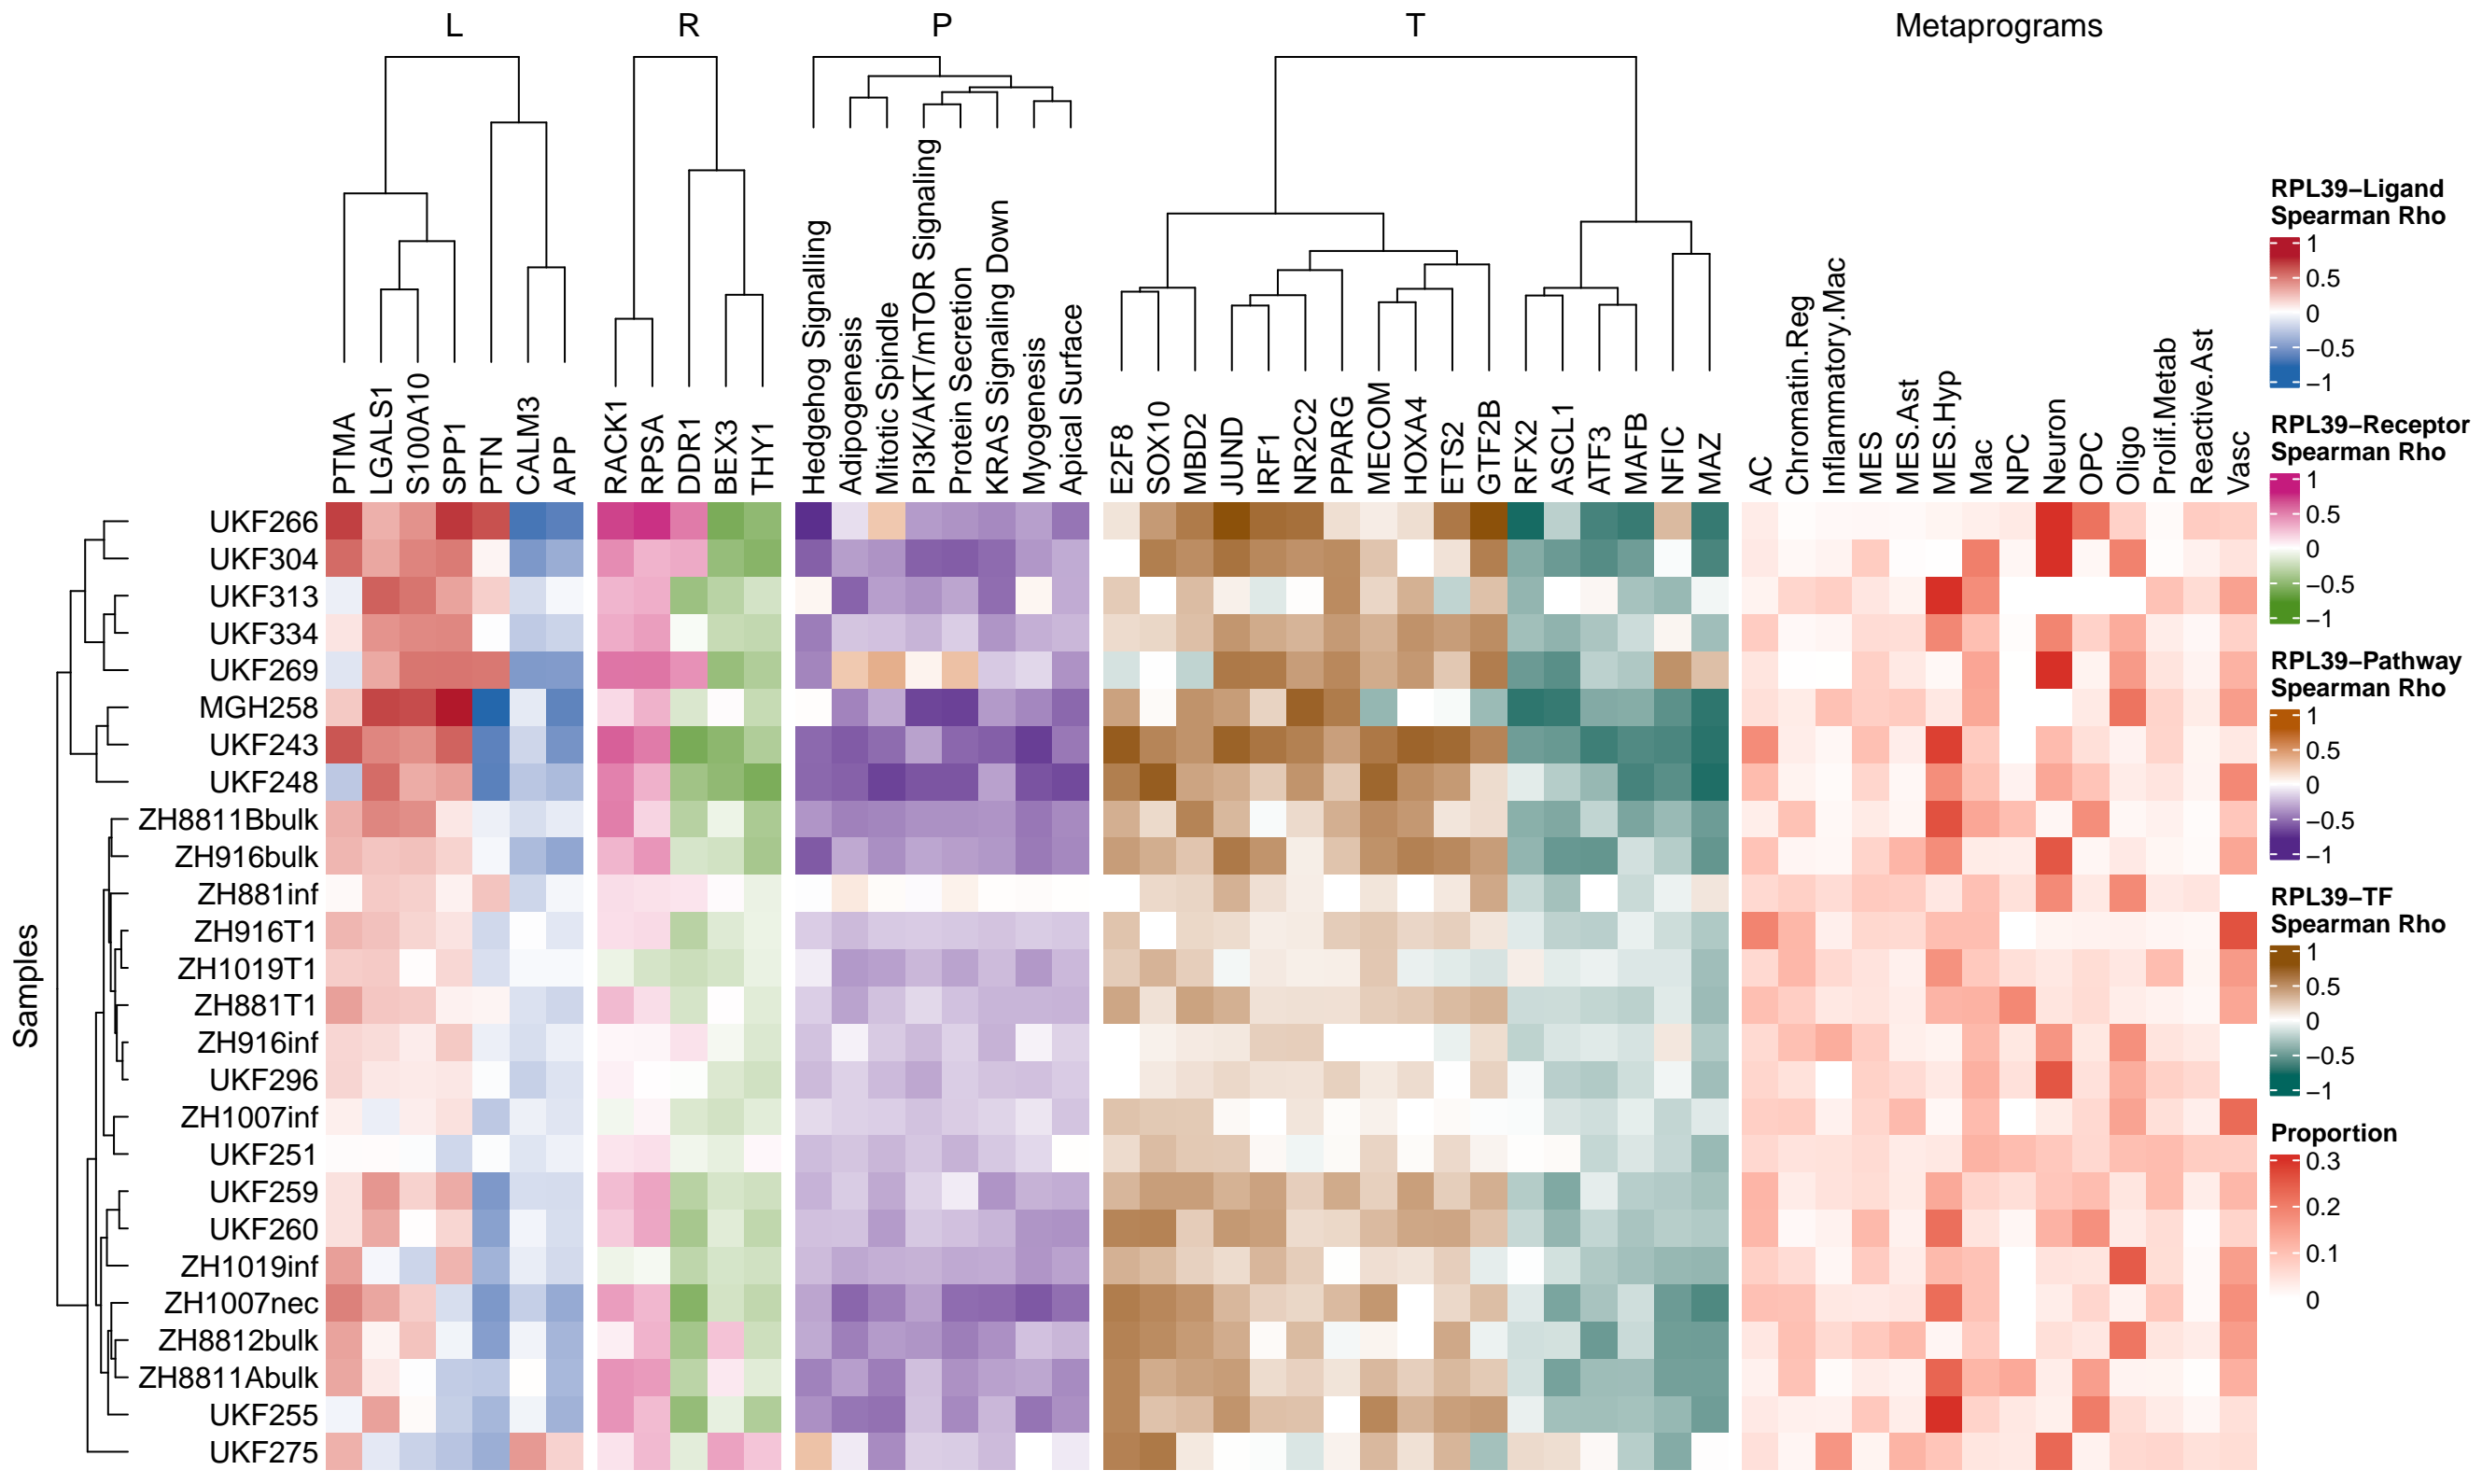 L R P T Metaprograms
PTMA LGALS1 S100A10 SPP1 PTN CALM3 APP
RACK1 RPSA DDR1 BEX3 THY1
Hedgehog Signalling
Adipogenesis
Mitotic Spindle
PI3K/AKT/mTOR Signaling
Protein Secretion
KRAS Signaling Down
Myogenesis
Apical Surface
E2F8 SOX10 MBD2 JUND IRF1 NR2C2 PPARG MECOM HOXA4 ETS2 GTF2B RFX2 ASCL1 ATF3 MAFB NFIC MAZ
AC Chromatin.Reg Inflammatory.Mac MES MES.Ast MES.Hyp Mac NPC Neuron OPC Oligo Prolif.Metab Reactive.Ast Vasc
Samples
UKF266
UKF304
UKF313
UKF334
UKF269
MGH258
UKF243
UKF248
ZH8811Bbulk
ZH916bulk
ZH881inf
ZH916T1
ZH1019T1
ZH881T1
ZH916inf
UKF296
ZH1007inf
UKF251
UKF259
UKF260
ZH1019inf
ZH1007nec
ZH8812bulk
ZH8811Abulk
UKF255
UKF275
RPL39−Ligand
Spearman Rho
1
0.5
0
−0.5
−1
RPL39−Receptor
Spearman Rho
1
0.5
0
−0.5
−1
RPL39−Pathway
Spearman Rho
1
0.5
0
−0.5
−1
RPL39−TF
Spearman Rho
1
0.5
0
−0.5
−1
Proportion
0.3
0.2
0.1
0